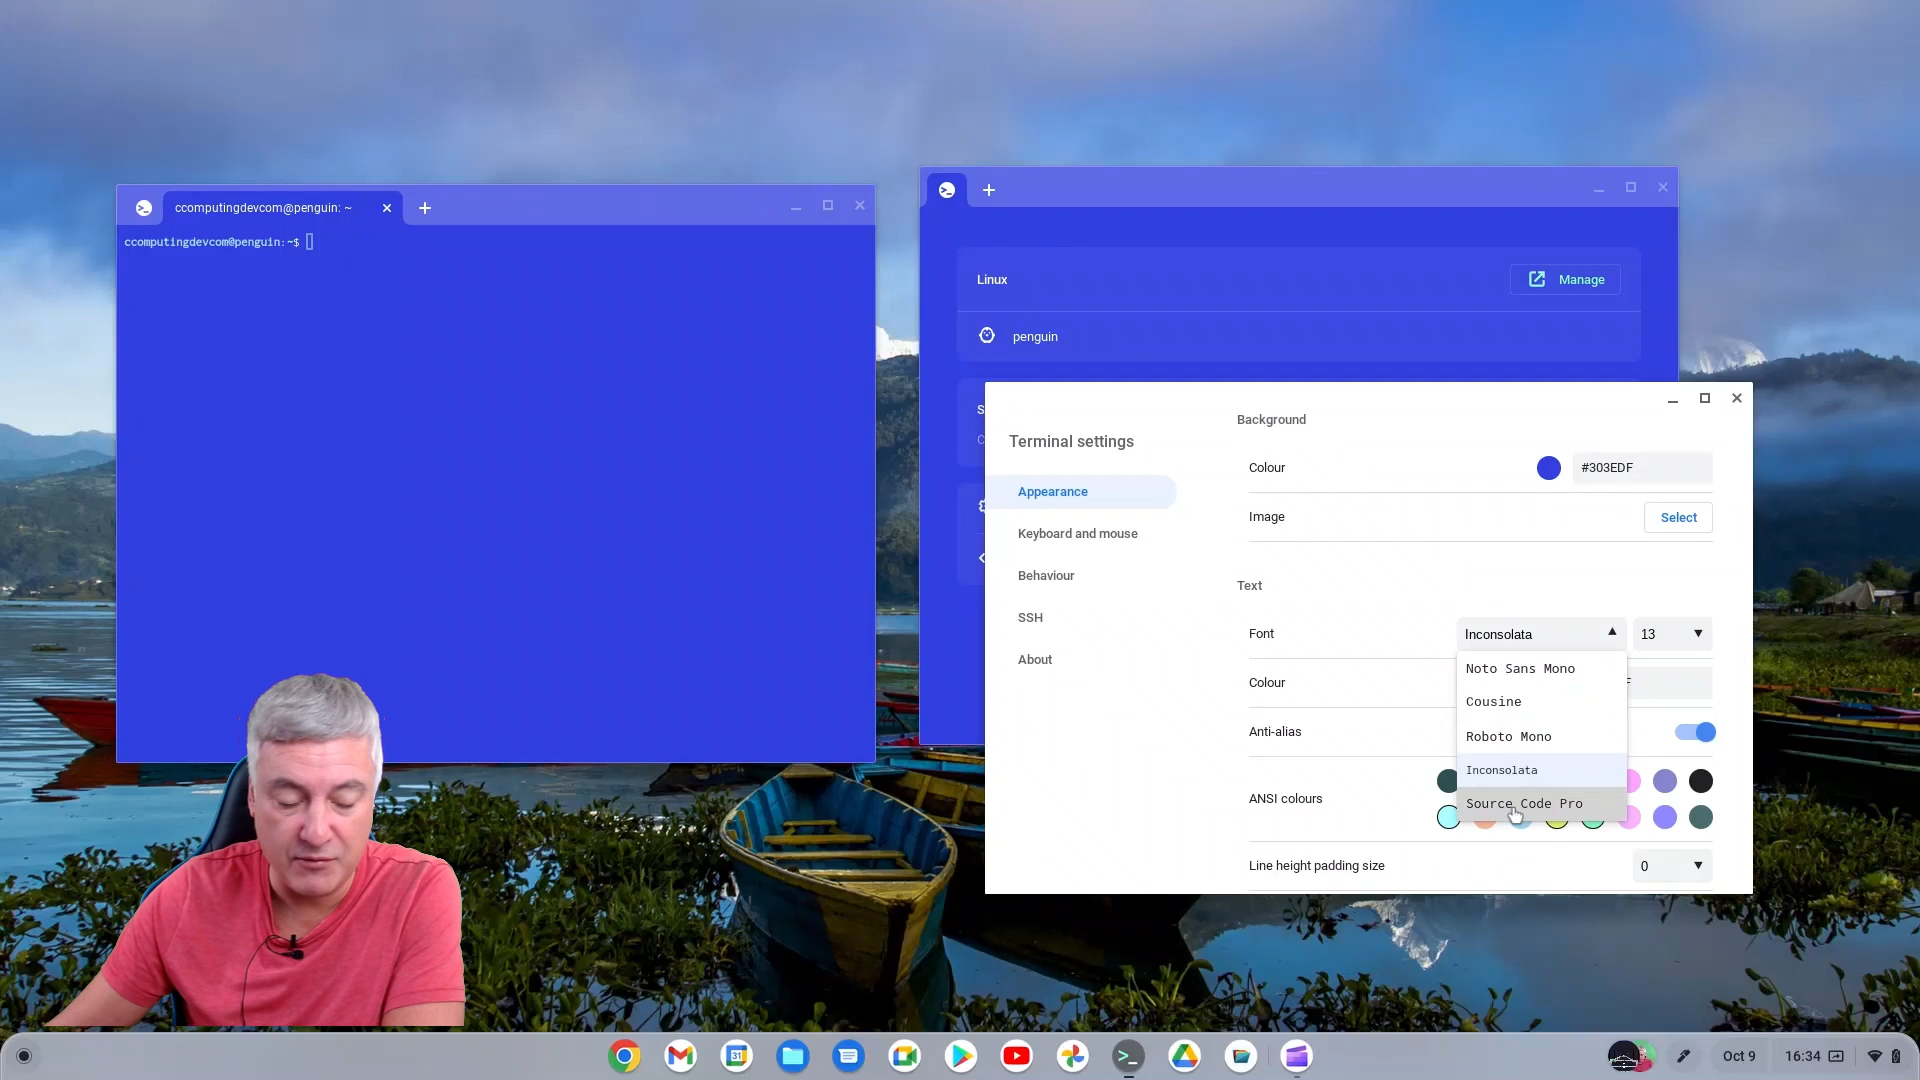 ccomputingdevcom@penguin: ~
ccomputingdevcom@penguin:~$
Linux
Manage
penguin
S
C
Terminal settings
Appearance
Keyboard and mouse
Behaviour
SSH
About
Background
Colour
#303EDF
Image
Select
Text
Font
Inconsolata
13
Noto Sans Mono
Cousine
Roboto Mono
Inconsolata
Source Code Pro
Colour
F
Anti-alias
ANSI colours
Line height padding size
0
31
Oct 9
16:34